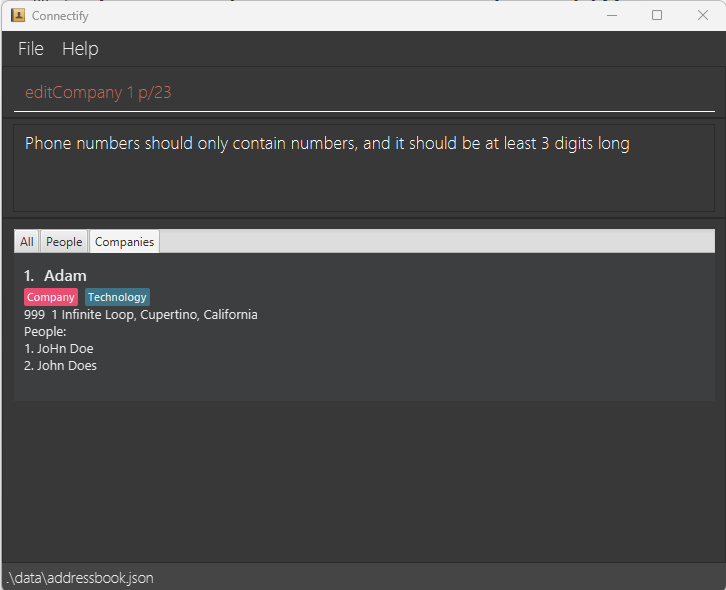 Connectify
File Help
editCompany 1 p/23
Phone numbers should only contain numbers, and it should be at least 3 digits long
All People Companies
1. Adam
Company Technology
999 1 Infinite Loop, Cupertino, California
People:
1. JoHn Doe
2. John Does
.\data\addressbook.json